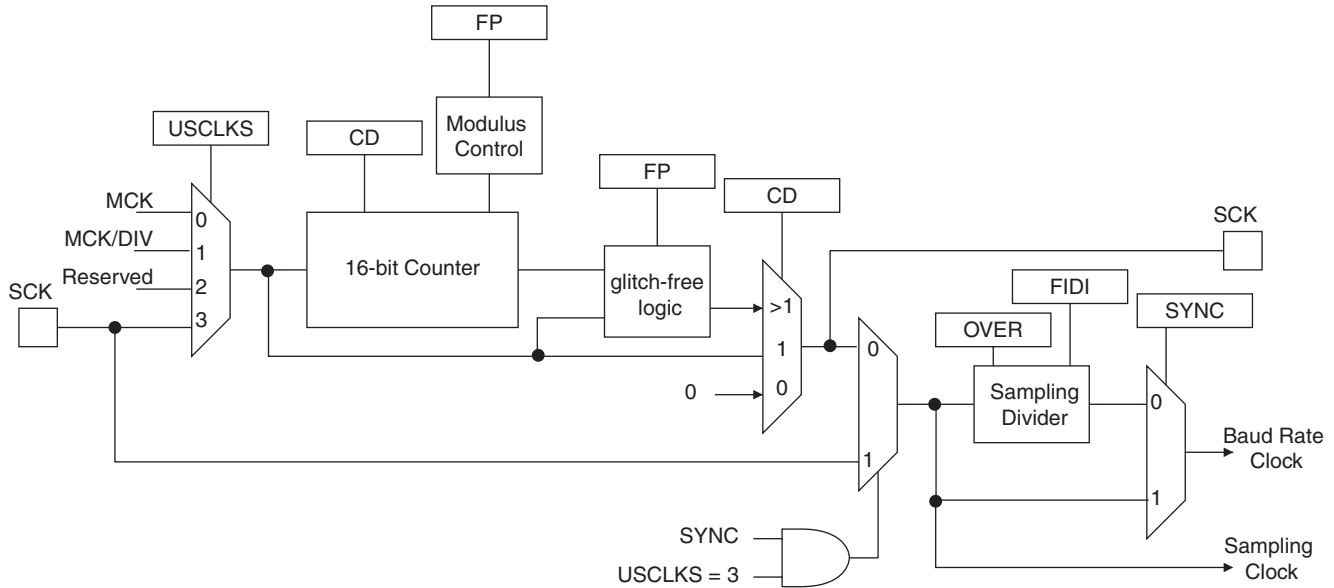 FP
USCLKS
CD
Modulus
Control
FP
CD
MCK
0
MCK/DIV
1
Reserved
2
SCK
3
16-bit Counter
glitch-free
logic
>1
1
0
0
SCK
FIDI
OVER
SYNC
0
1
Sampling
Divider
0
1
Baud Rate
Clock
SYNC
USCLKS = 3
Sampling
Clock